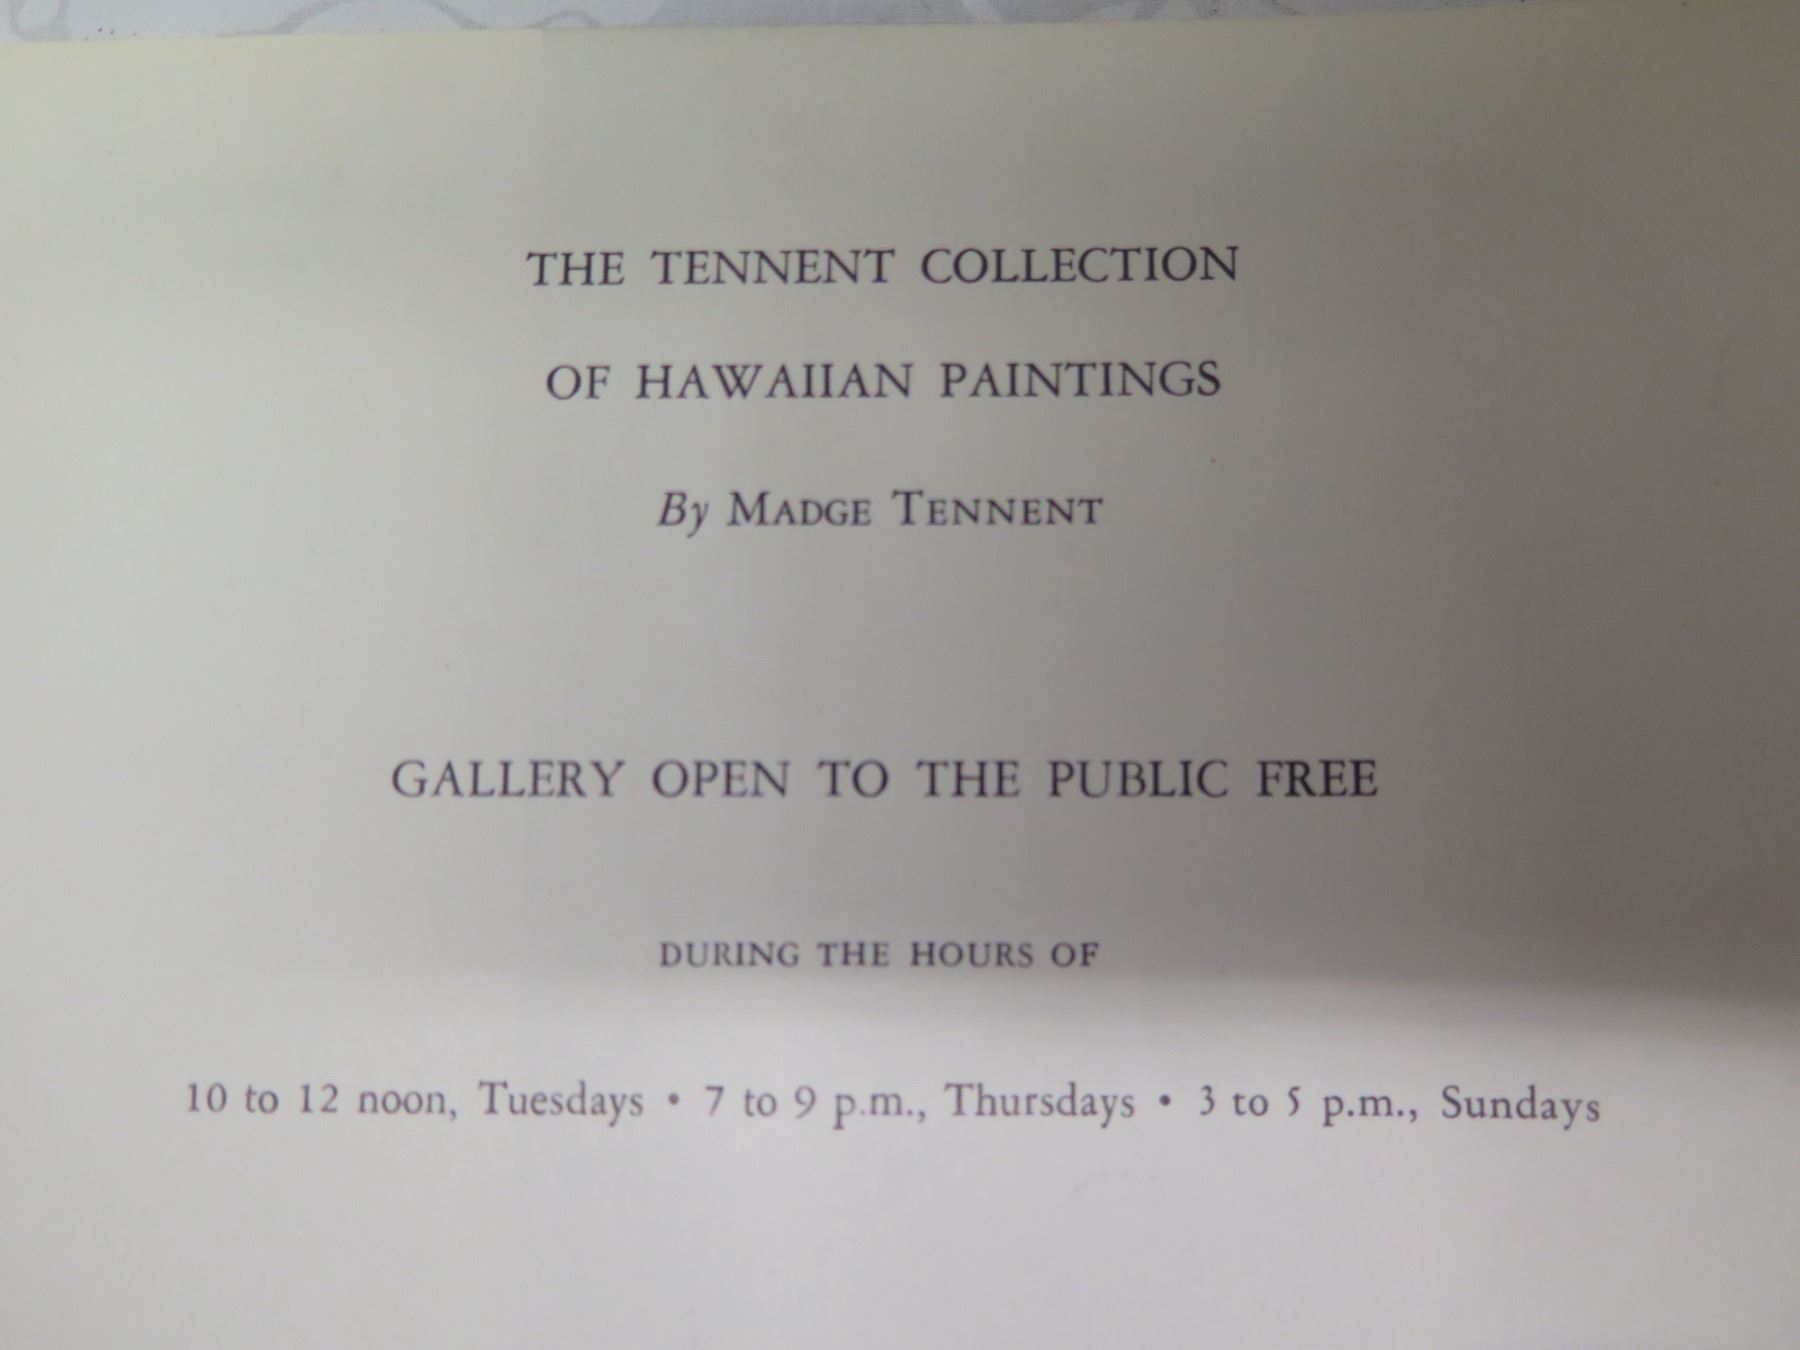 THE TENNENT COLLECTION
OF HAWAIIAN PAINTINGS
By MADGE TENNENT
GALLERY OPEN TO THE PUBLIC FREE
DURING THE HOURS OF
10 to 12 noon, Tuesdays • 7 to 9 p.m., Thursdays • 3 to 5 p.m., Sundays